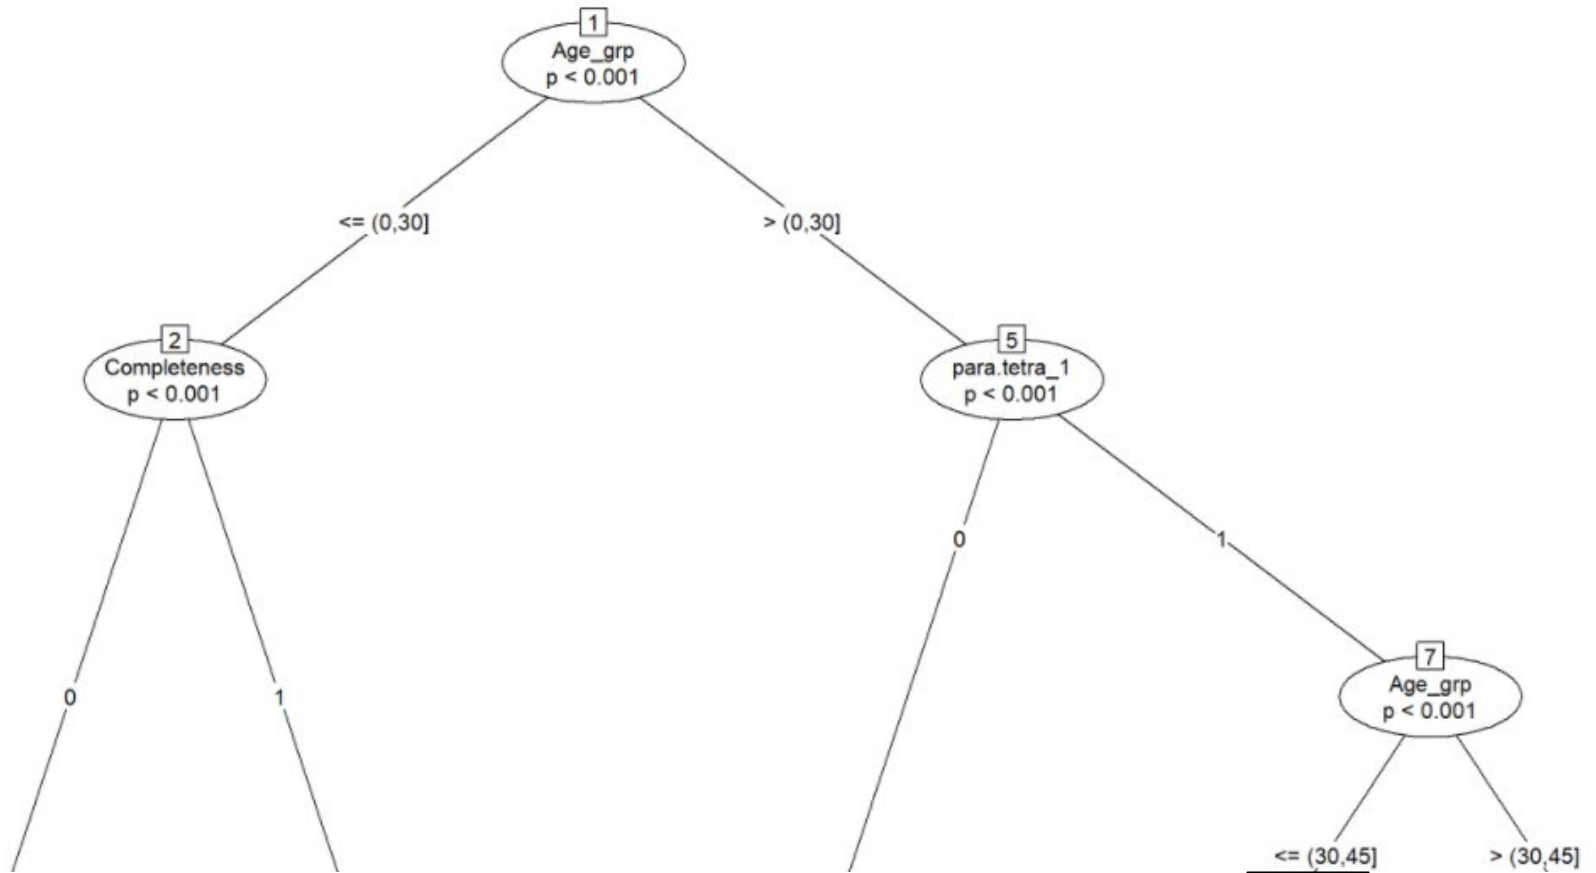 1
Age_grp
p < 0.001
<= (0,30]
> (0,30]
2
Completeness
p < 0.001
5
para.tetra_1
p < 0.001
0
1
0
1
7
Age_grp
p < 0.001
<= (30,45]
> (30,45]